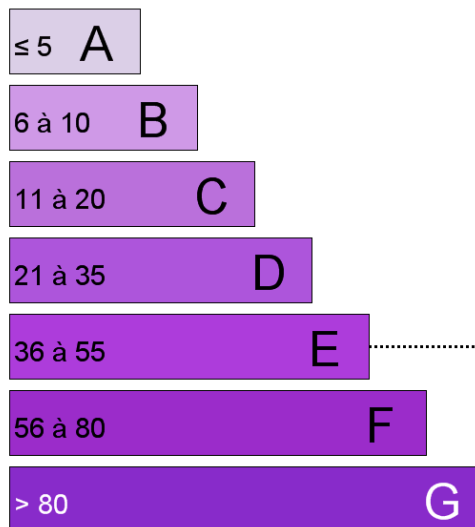 ≤ 5 A
6 à 10 B
11 à 20 C
21 à 35 D
36 à 55 E
56 à 80 F
> 80 G